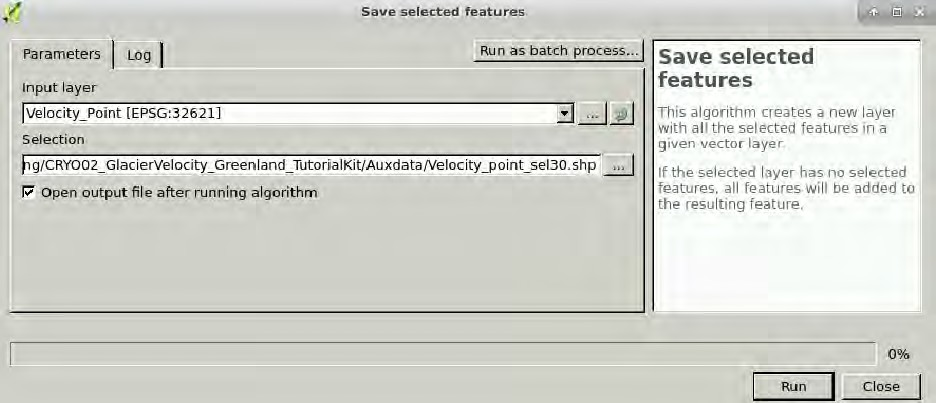 Save selected features
Parameters
Log
Run as batch process...
Input layer
Velocity_Point [EPSG:32621]
...
Selection
ng/CRYO02_GlacierVelocity_Greenland_TutorialKit/Auxdata/Velocity_point_sel30.shp
...
Open output file after running algorithm
Save selected
features
This algorithm creates a new layer
with all the selected features in a
given vector layer.
If the selected layer has no selected
features, all features will be added to
the resulting feature.
0%
Run
Close